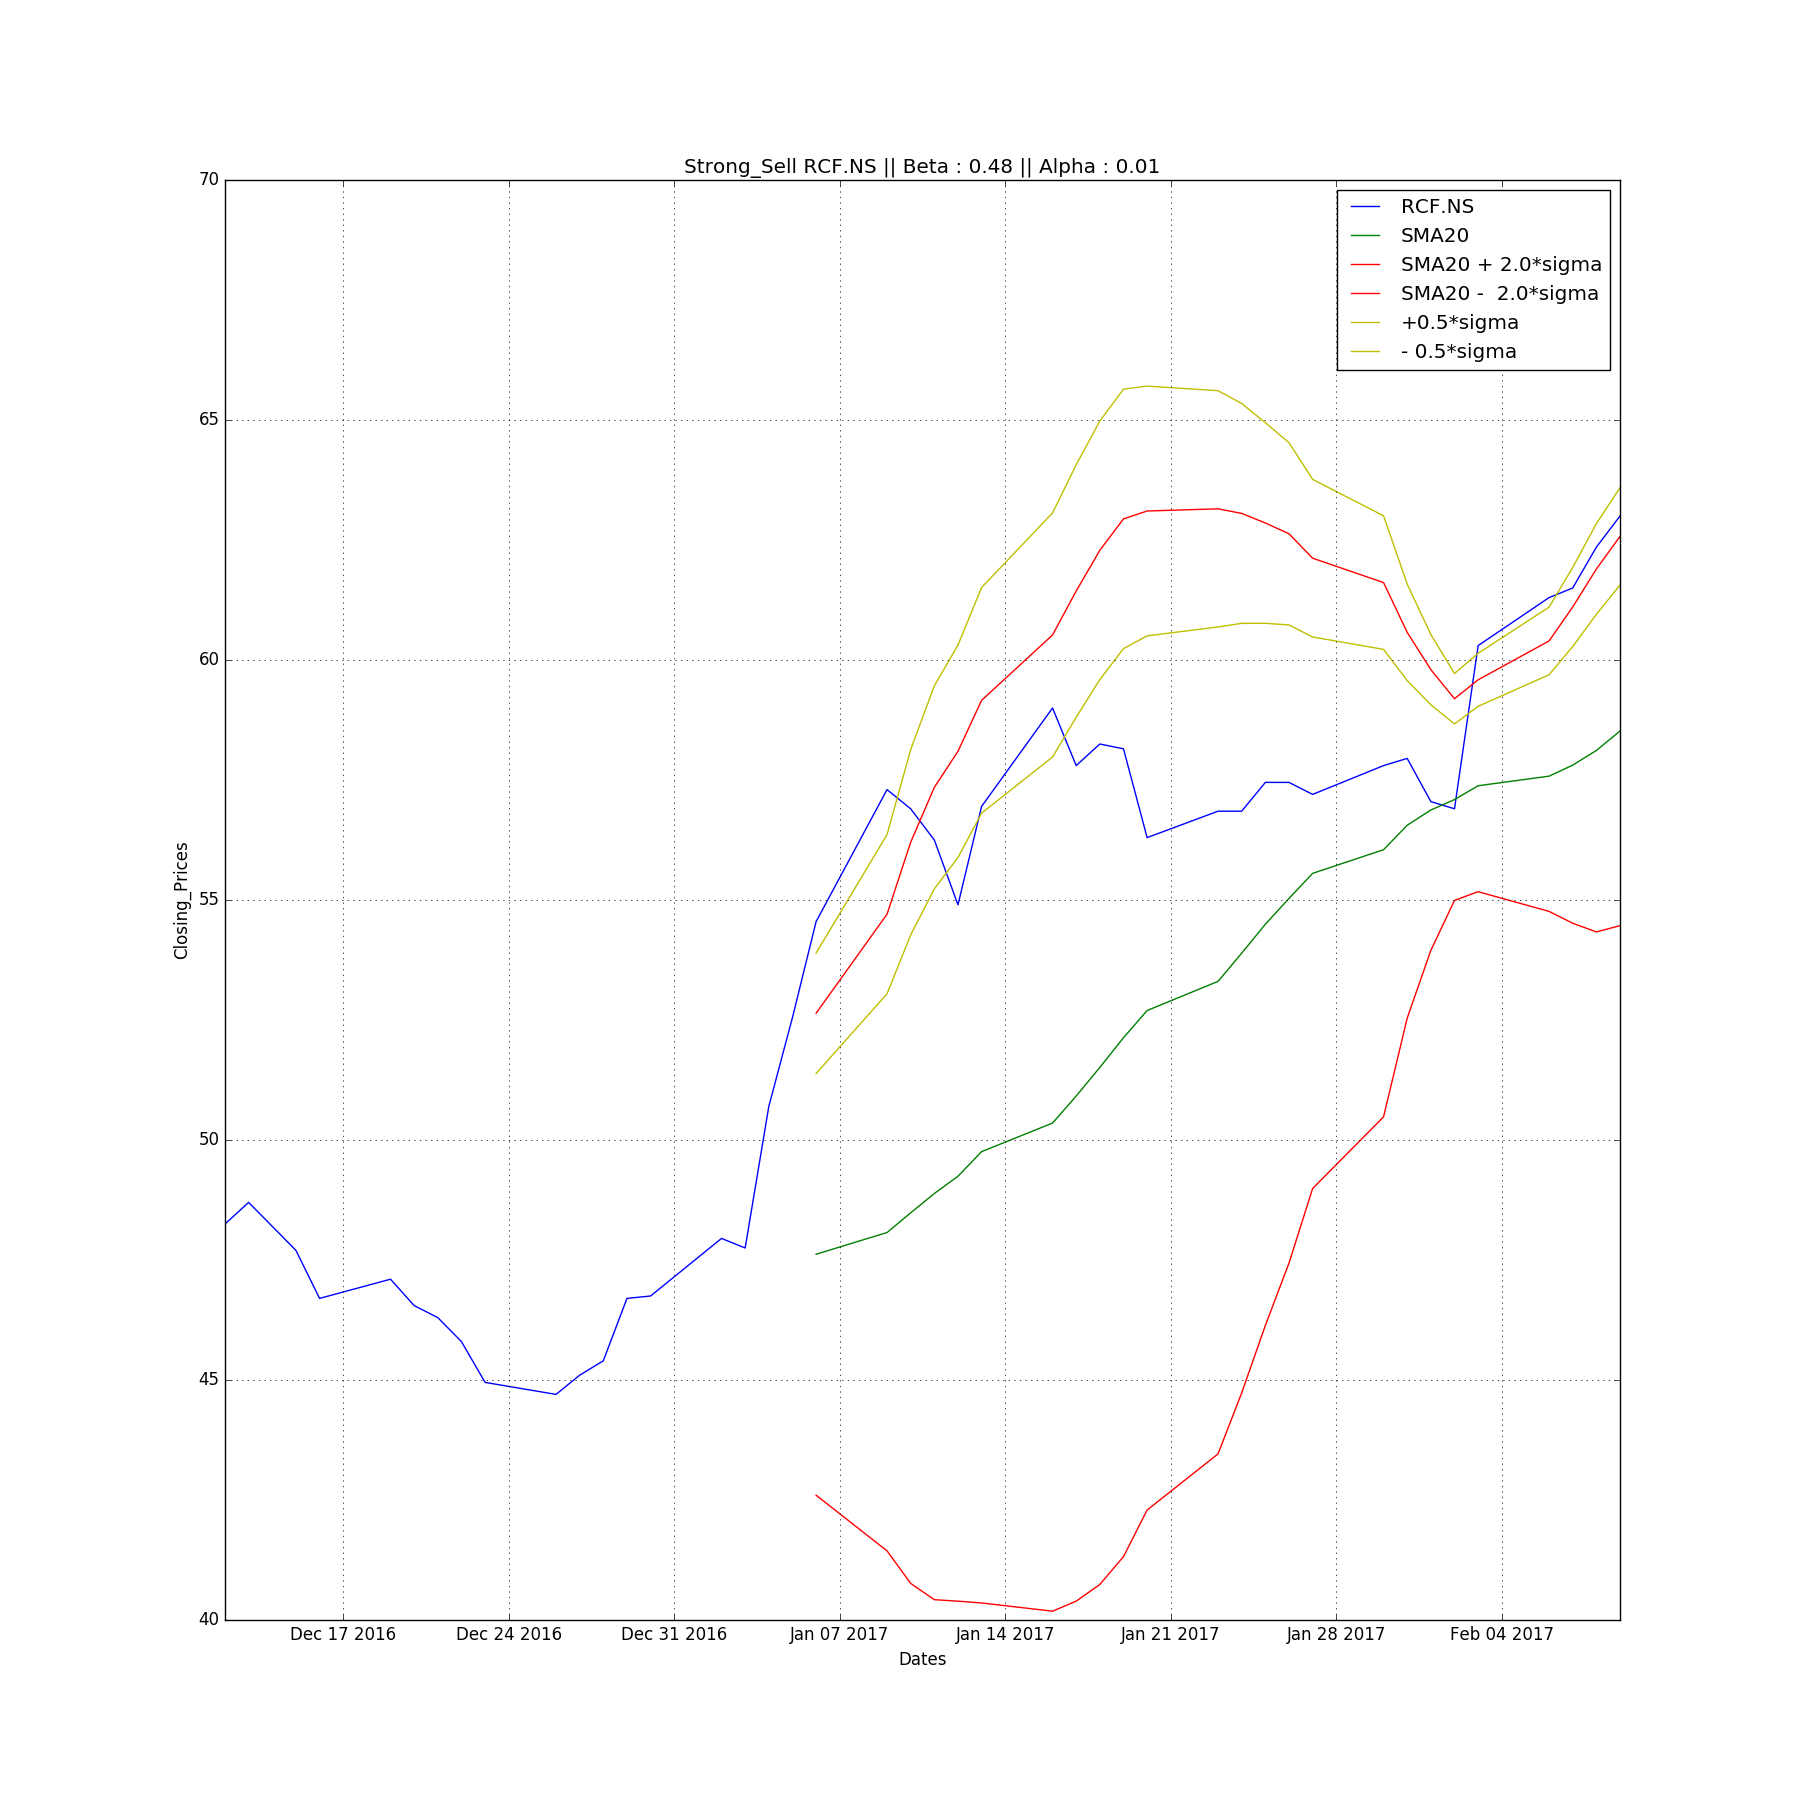 Strong_Sell RCF.NS || Beta : 0.48 || Alpha : 0.01
RCF.NS
SMA20
SMA20 + 2.0*sigma
SMA20 -  2.0*sigma
+0.5*sigma
- 0.5*sigma
70
65
60
55
50
45
40
Closing_Prices
Dec 17 2016
Dec 24 2016
Dec 31 2016
Jan 07 2017
Jan 14 2017
Jan 21 2017
Jan 28 2017
Feb 04 2017
Dates